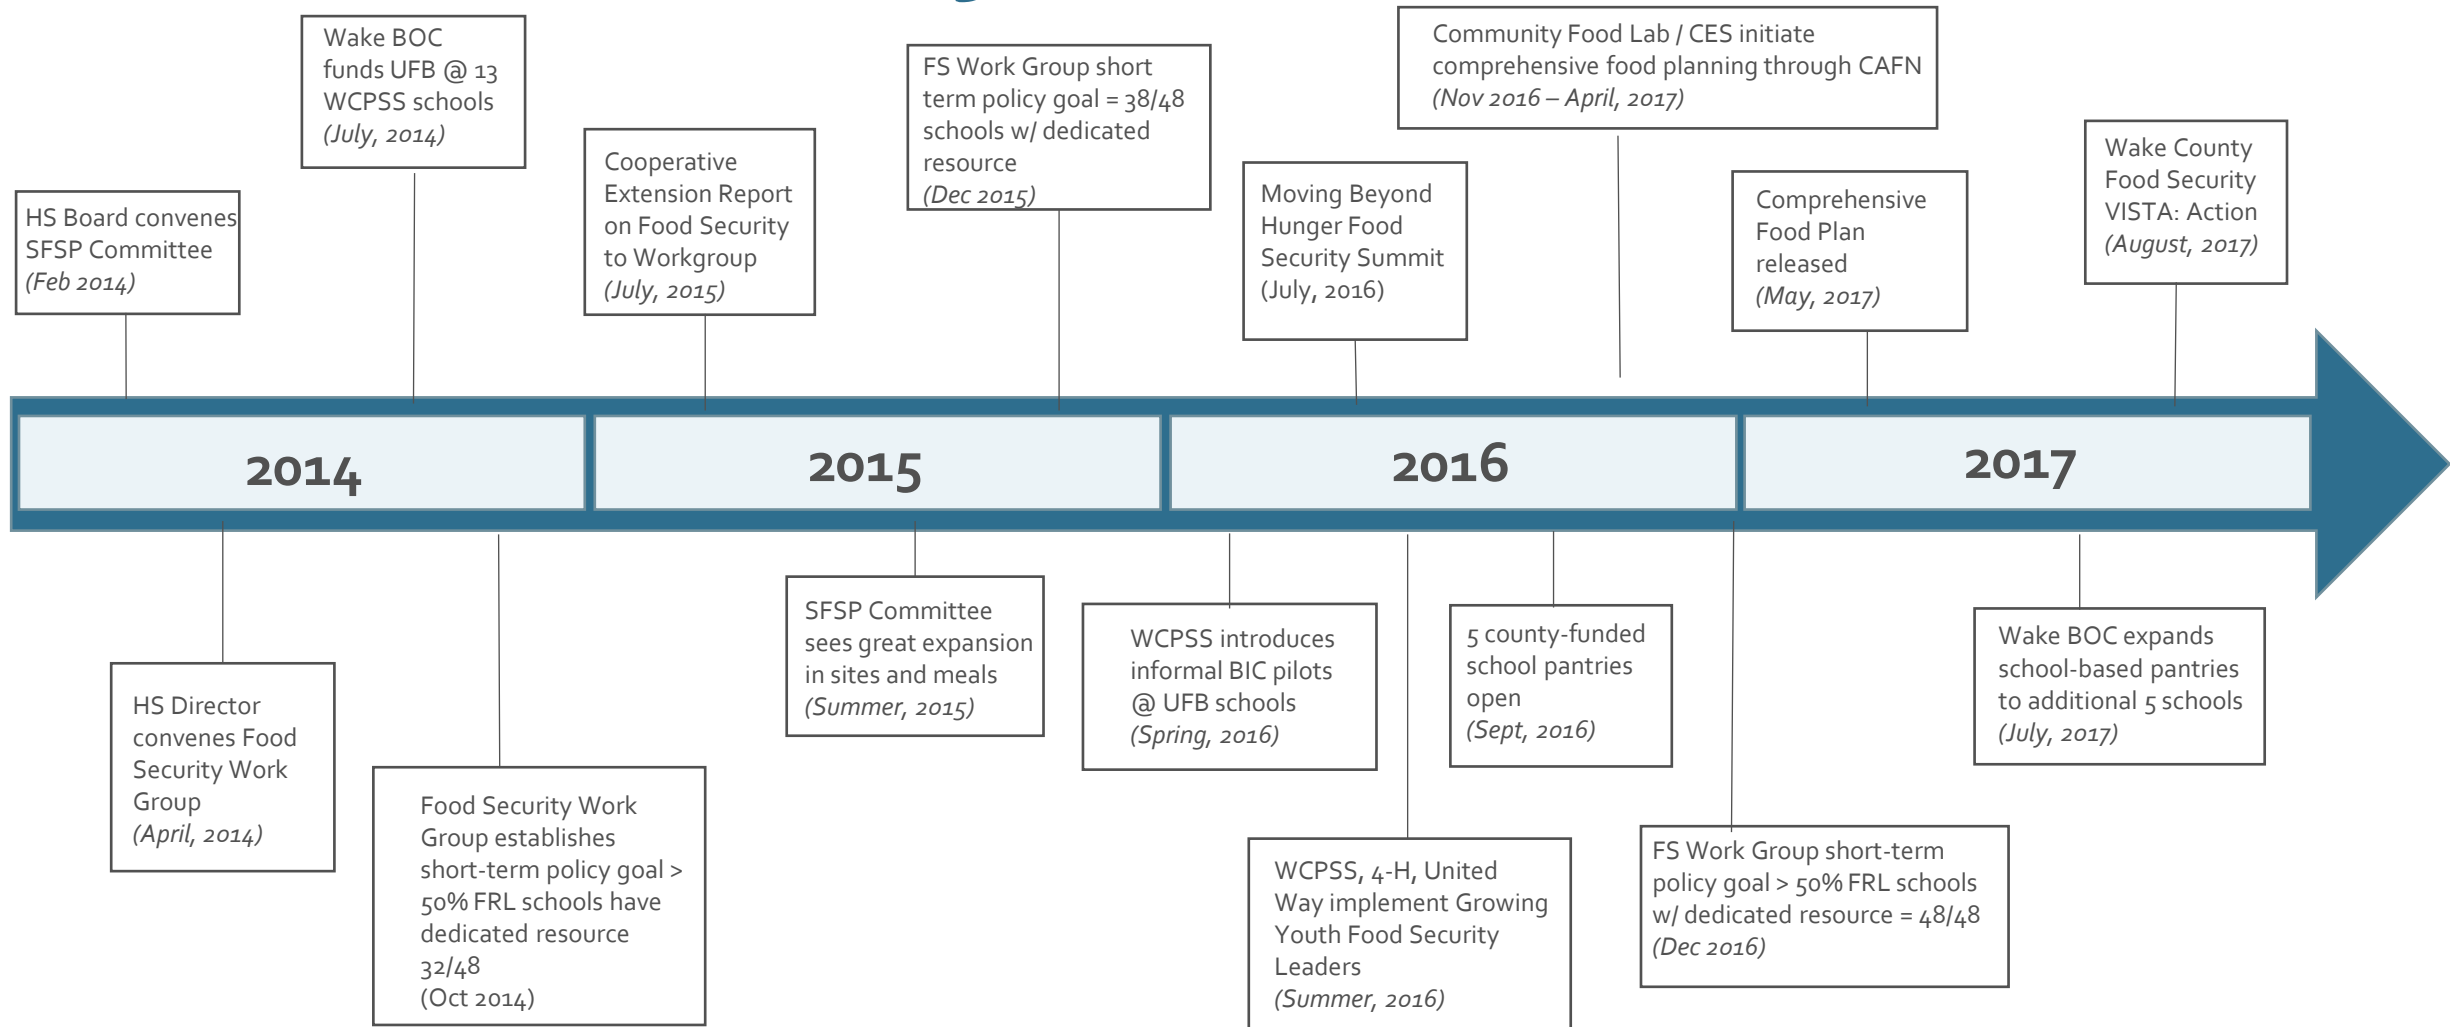 Wake BOC
funds UFB @ 13
WCPSS schools
(July, 2014)
Community Food Lab / CES initiate
comprehensive food planning through CAFN
(Nov 2016 – April, 2017)
FS Work Group short
term policy goal = 38/48
schools w/ dedicated
resource
(Dec 2015)
Cooperative
Extension Report
on Food Security
to Workgroup
(July, 2015)
Wake County
Food Security
VISTA: Action
(August, 2017)
Moving Beyond
Hunger Food
Security Summit
(July, 2016)
Comprehensive
Food Plan
released
(May, 2017)
HS Board convenes
SFSP Committee
(Feb 2014)
2014
2015
2016
2017
HS Director
convenes Food
Security Work
Group
(April, 2014)
Food Security Work
Group establishes
short-term policy goal >
50% FRL schools have
dedicated resource
32/48
(Oct 2014)
SFSP Committee
sees great expansion
in sites and meals
(Summer, 2015)
WCPSS introduces
informal BIC pilots
@ UFB schools
(Spring, 2016)
WCPSS, 4-H, United
Way implement Growing
Youth Food Security
Leaders
(Summer, 2016)
5 county-funded
school pantries
open
(Sept, 2016)
FS Work Group short-term
policy goal > 50% FRL schools
w/ dedicated resource = 48/48
(Dec 2016)
Wake BOC expands
school-based pantries
to additional 5 schools
(July, 2017)